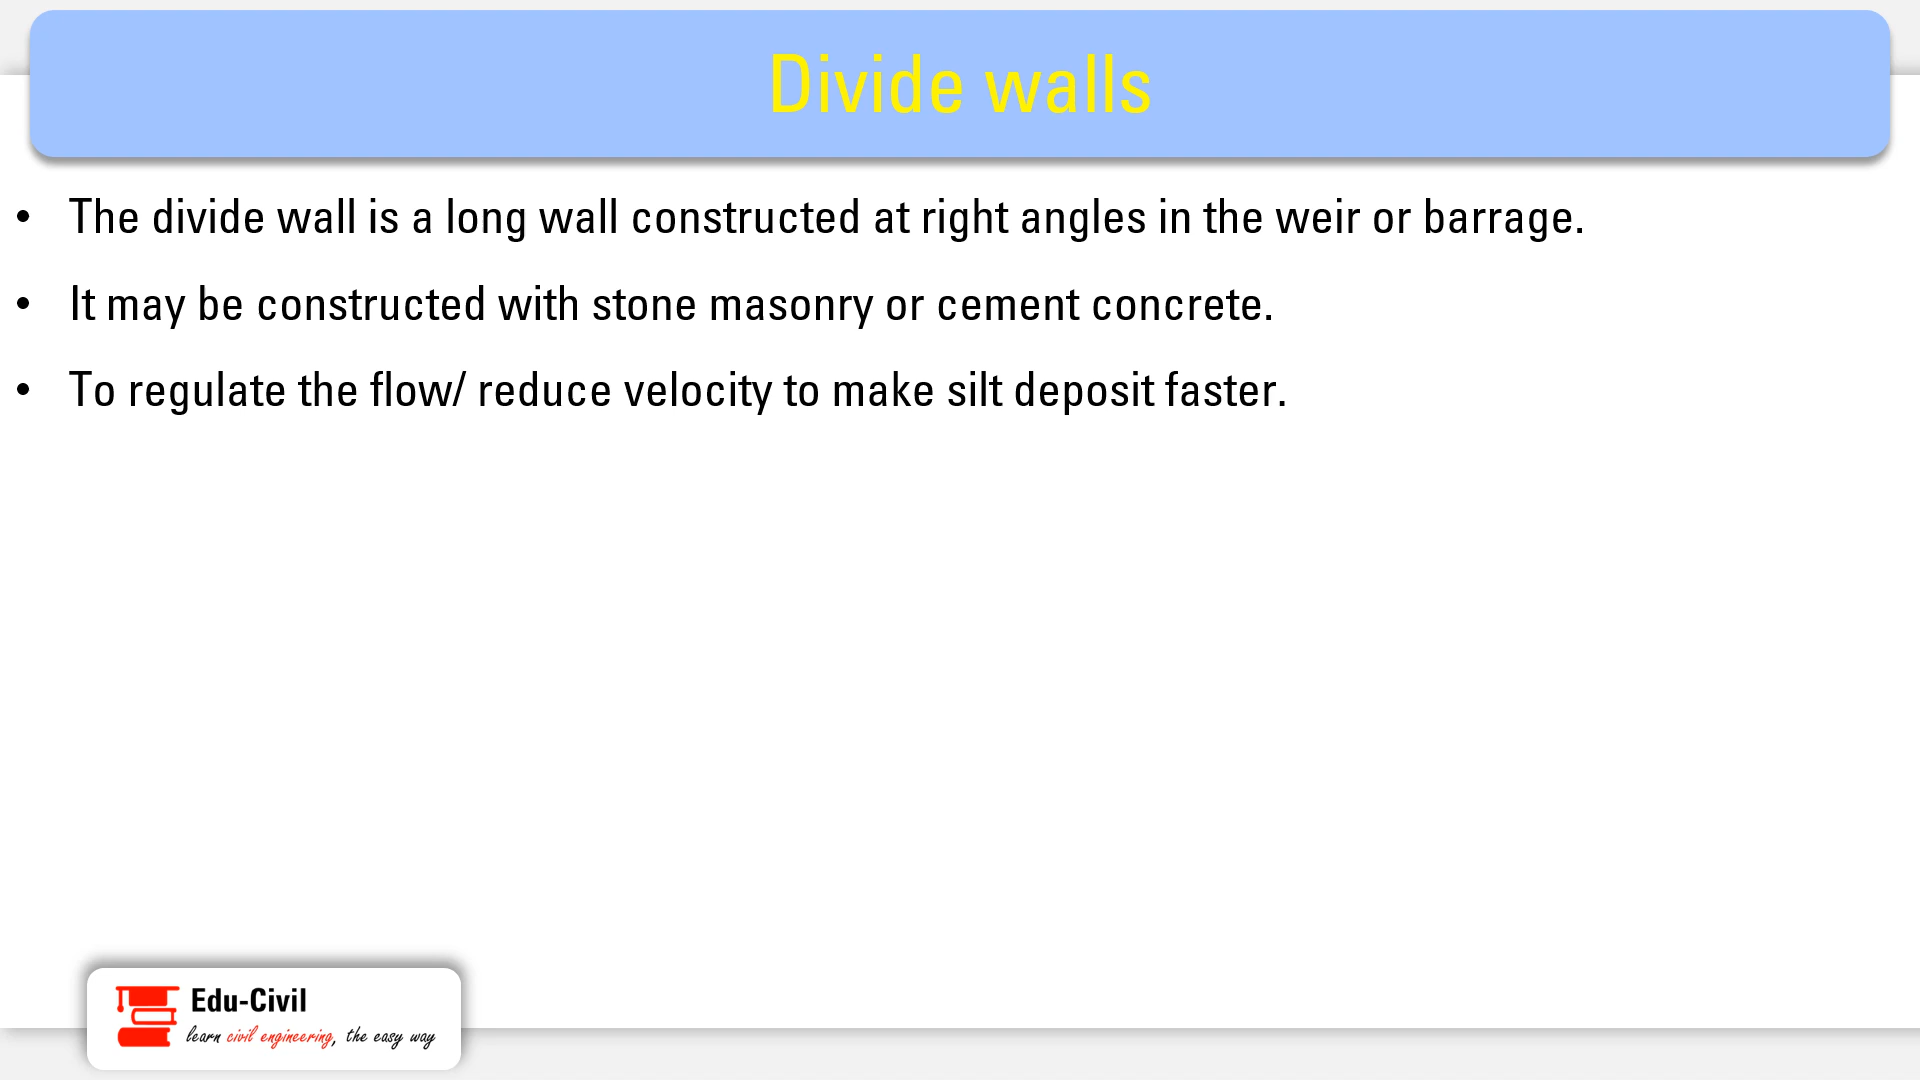 Divide walls
• The divide wall is a long wall constructed at right angles in the weir or barrage.
• It may be constructed with stone masonry or cement concrete.
• To regulate the flow/ reduce velocity to make silt deposit faster.
Edu-Civil
learn civil engineering, the easy way